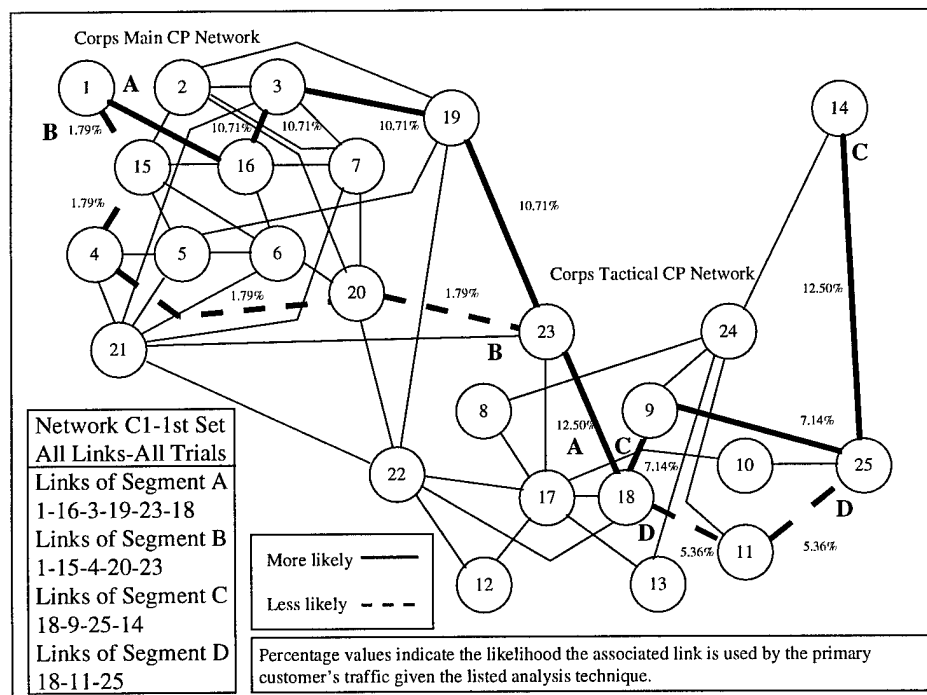 Corps Main CP Network
1
A
2
3
19
14
B
1.79%
10.71%
10.71%
10.71%
C
15
16
7
1.79%
10.71%
4
5
6
Corps Tactical CP Network
1.79%
20
1.79%
12.50%
23
24
21
B
8
9
12.50%
A
C
7.14%
7.14%
10
25
22
17
18
D
D
11
5.36%
5.36%
12
13
Network C1-1st Set
All Links-All Trials
Links of Segment A
1-16-3-19-23-18
Links of Segment B
1-15-4-20-23
Links of Segment C
18-9-25-14
Links of Segment D
18-11-25
More likely
Less likely
Percentage values indicate the likelihood the associated link is used by the primary
customer's traffic given the listed analysis technique.